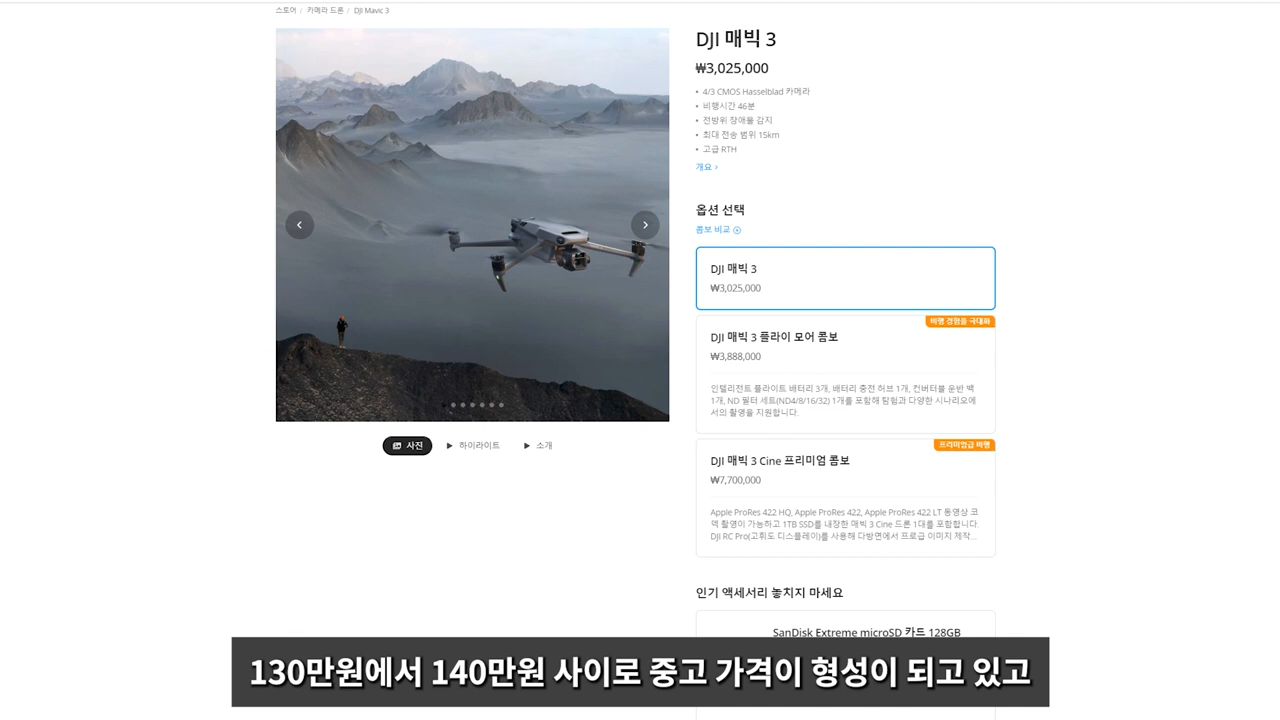 스토어 / 카메라 드론 / DJI Mavic 3
DJI 매빅 3
₩3,025,000
• 4/3 CMOS Hasselblad 카메라
• 비행시간 46분
• 전방위 장애물 감지
• 최대 전송 범위 15km
• 고급 RTH
개요 >
옵션 선택
콤보 비교
DJI 매빅 3
₩3,025,000
비행 경험을 극대화
DJI 매빅 3 플라이 모어 콤보
₩3,888,000
인텔리전트 플라이트 배터리 3개, 배터리 충전 허브 1개, 컨버터블 운반 백
1개, ND 필터 세트(ND4/8/16/32) 1개를 포함해 탐험과 다양한 시나리오에
서의 촬영을 지원합니다.
프리미엄급 비행
DJI 매빅 3 Cine 프리미엄 콤보
₩7,700,000
Apple ProRes 422 HQ, Apple ProRes 422, Apple ProRes 422 LT 동영상 코
덱 촬영이 가능하고 1TB SSD를 내장한 매빅 3 Cine 드론 1대를 포함합니다.
DJI RC Pro(고휘도 디스플레이)를 사용해 다방면에서 프로급 이미지 제작...
사진
하이라이트
소개
인기 액세서리 놓치지 마세요
SanDisk Extreme microSD 카드 128GB
130만원에서 140만원 사이로 중고 가격이 형성이 되고 있고